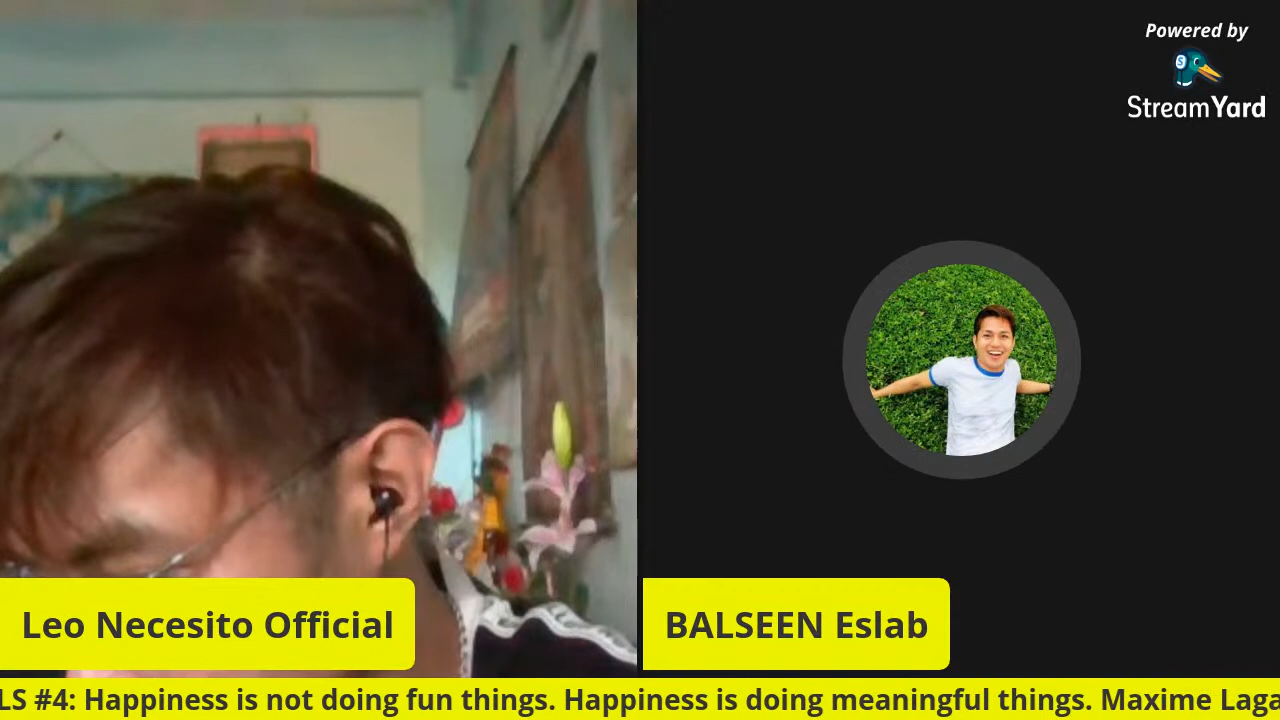 Powered by
StreamYard
Leo Necesito Official
BALSEEN Eslab
LS #4: Happiness is not doing fun things. Happiness is doing meaningful things. Maxime Laga